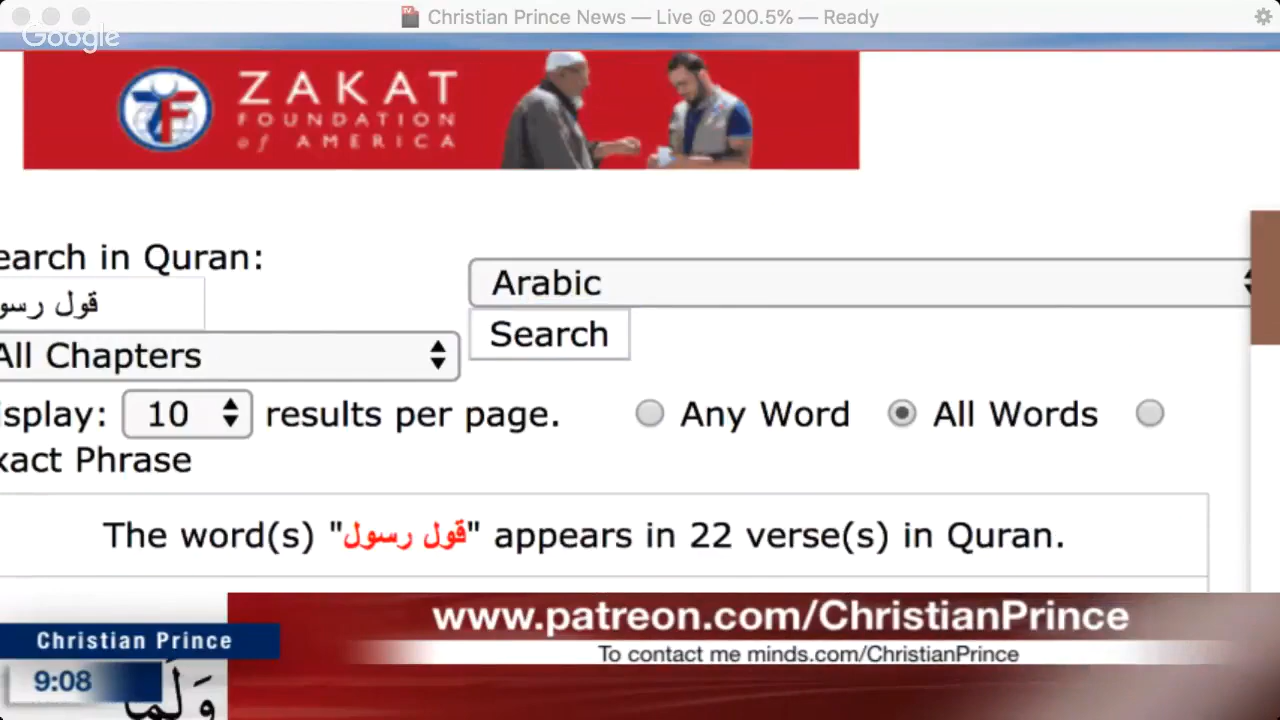 Christian Prince News — Live @ 200.5% — Ready
Google
ZAKAT
FOUNDATION
of AMERICA
earch in Quran:
Arabic
قول رسو
Search
All Chapters
isplay: 10 results per page. Any Word All Words
xact Phrase
The word(s) "قول رسول" appears in 22 verse(s) in Quran.
www.patreon.com/ChristianPrince
Christian Prince
To contact me minds.com/ChristianPrince
9:08
وَلَمَّا